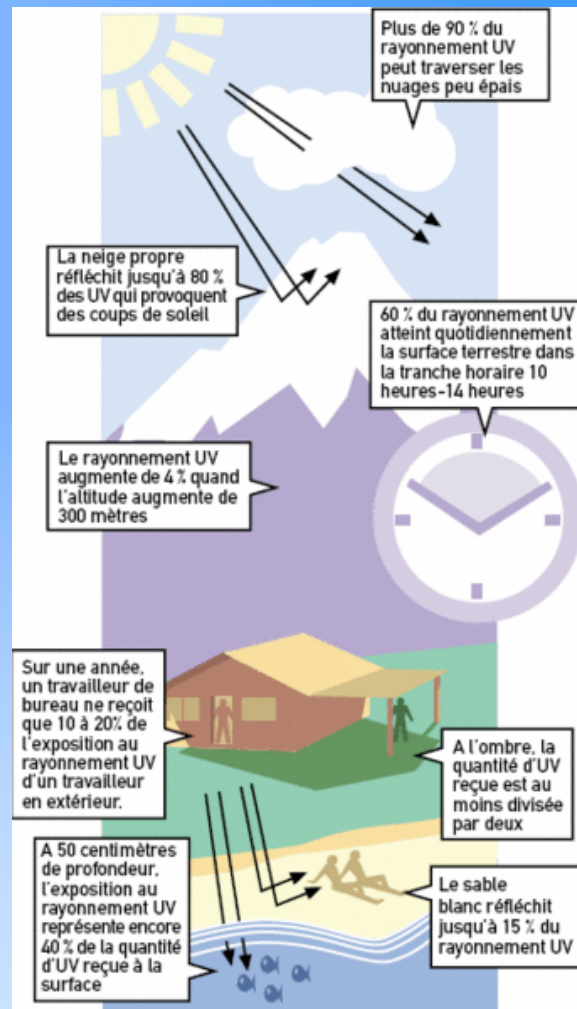 Plus de 90 % du
rayonnement UV
peut traverser les
nuages peu épais
La neige propre
réfléchit jusqu'à 80 %
des UV qui provoquent
des coups de soleil
60 % du rayonnement UV
atteint quotidiennement
la surface terrestre dans
la tranche horaire 10
heures-14 heures
Le rayonnement UV
augmente de 4 % quand
l'altitude augmente de
300 mètres
Sur une année,
un travailleur de
bureau ne reçoit
que 10 à 20% de
l'exposition au
rayonnement UV
d'un travailleur
en extérieur.
A l'ombre, la
quantité d'UV
reçue est au
moins divisée
par deux
A 50 centimètres
de profondeur,
l'exposition au
rayonnement UV
représente encore
40 % de la quantité
d'UV reçue à la
surface
Le sable
blanc réfléchit
jusqu'à 15 % du
rayonnement UV